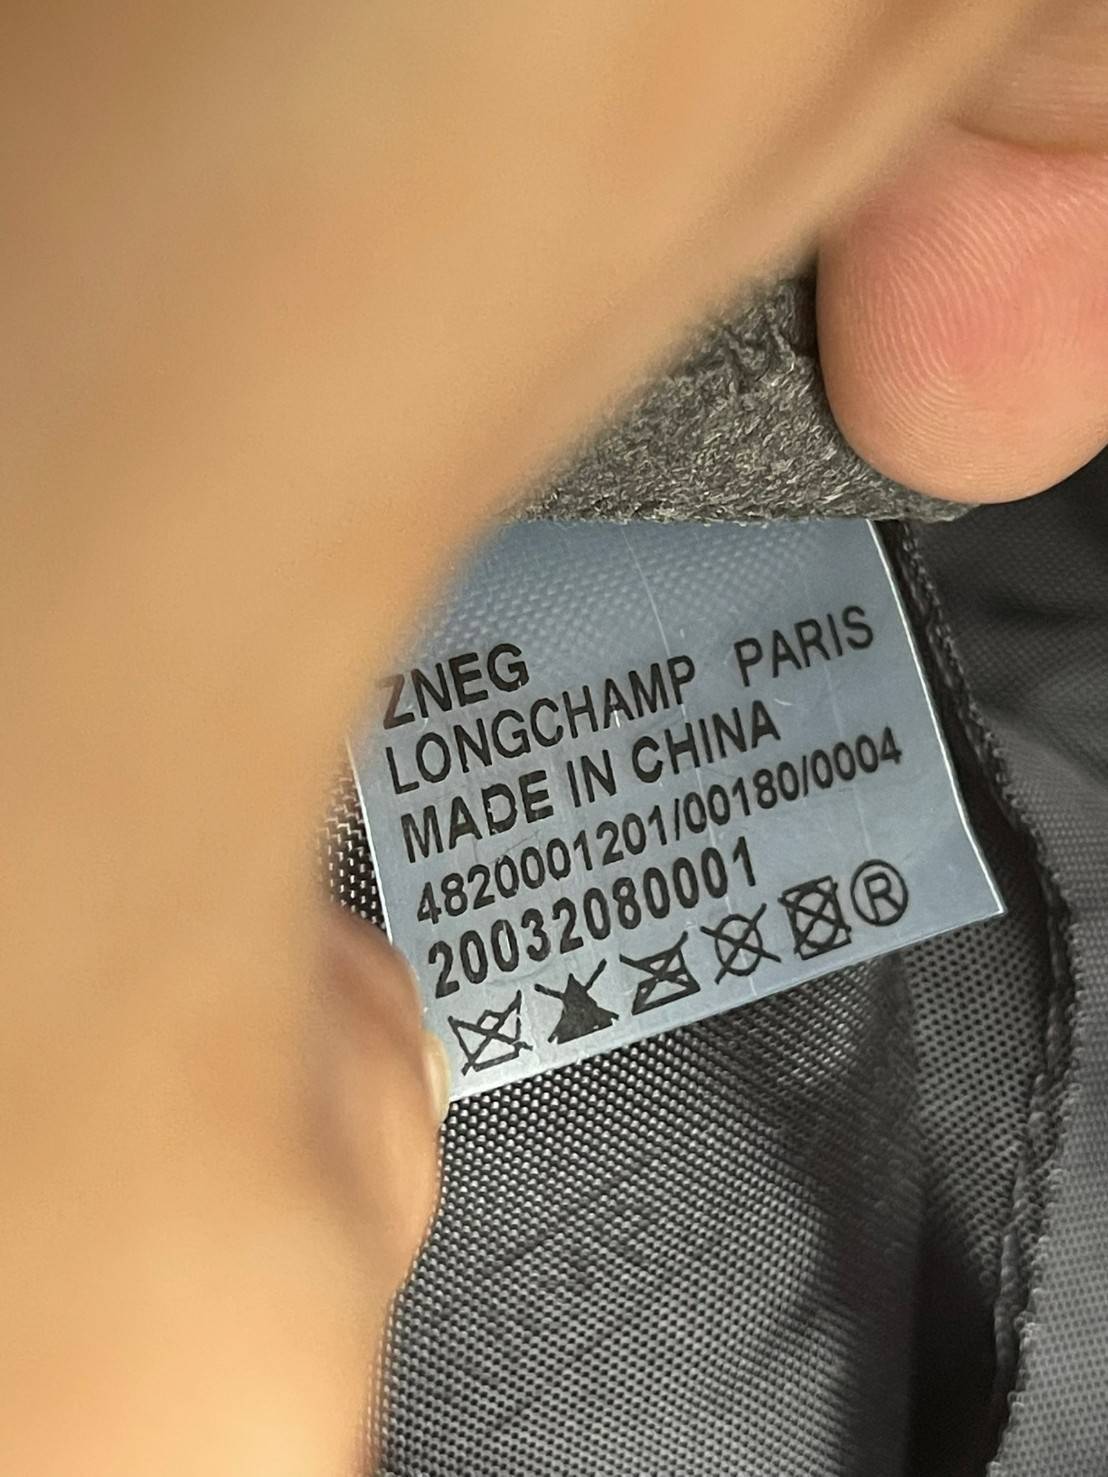 ZNEG
LONGCHAMP PARIS
MADE IN CHINA
4820001201/00180/0004
20032080001
®